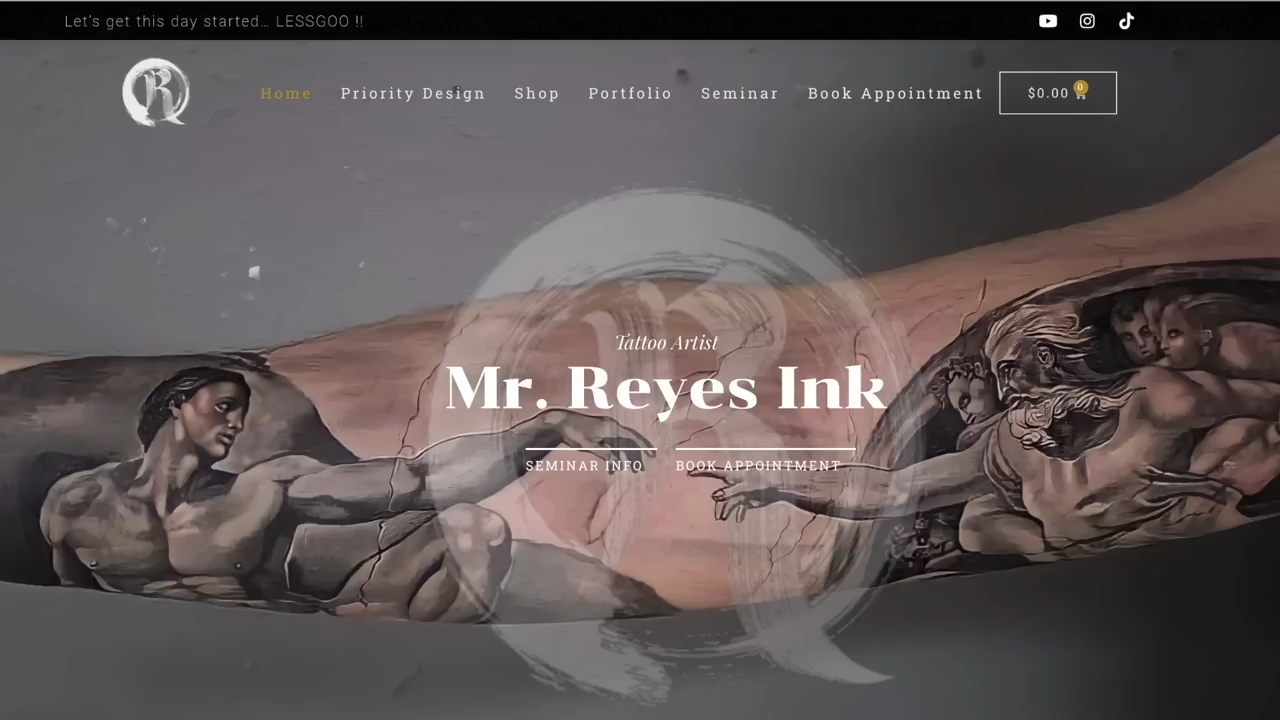 Let's get this day started… LESSGOO !!
R
Home Priority Design Shop Portfolio Seminar Book Appointment $0.00 0
Tattoo Artist
Mr. Reyes Ink
SEMINAR INFO BOOK APPOINTMENT